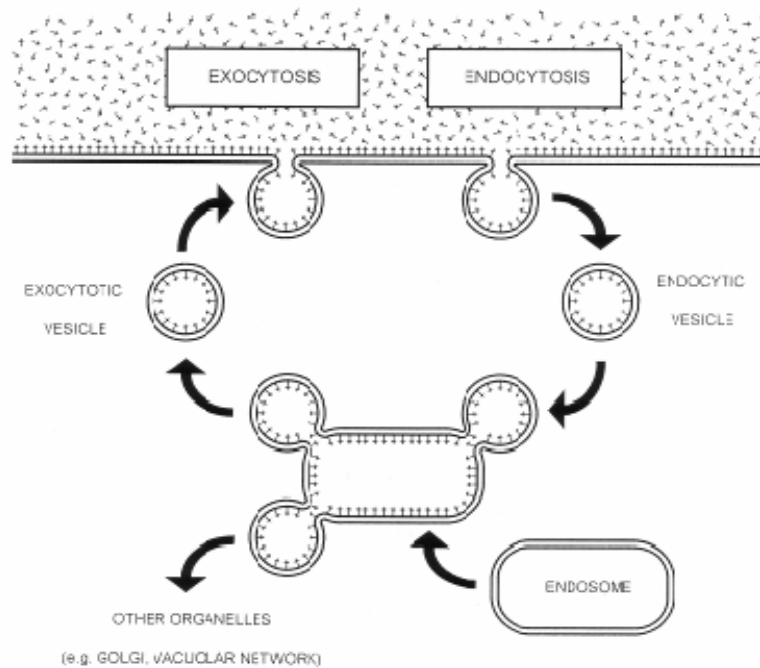 EXOCYTOSIS
ENDOCYTOSIS
EXOCYTOTIC
VESICLE
ENDOCYTIC
VESICLE
ENDOSOME
OTHER ORGANELLES
(e.g. GOLGI, VACUOLAR NETWORK)